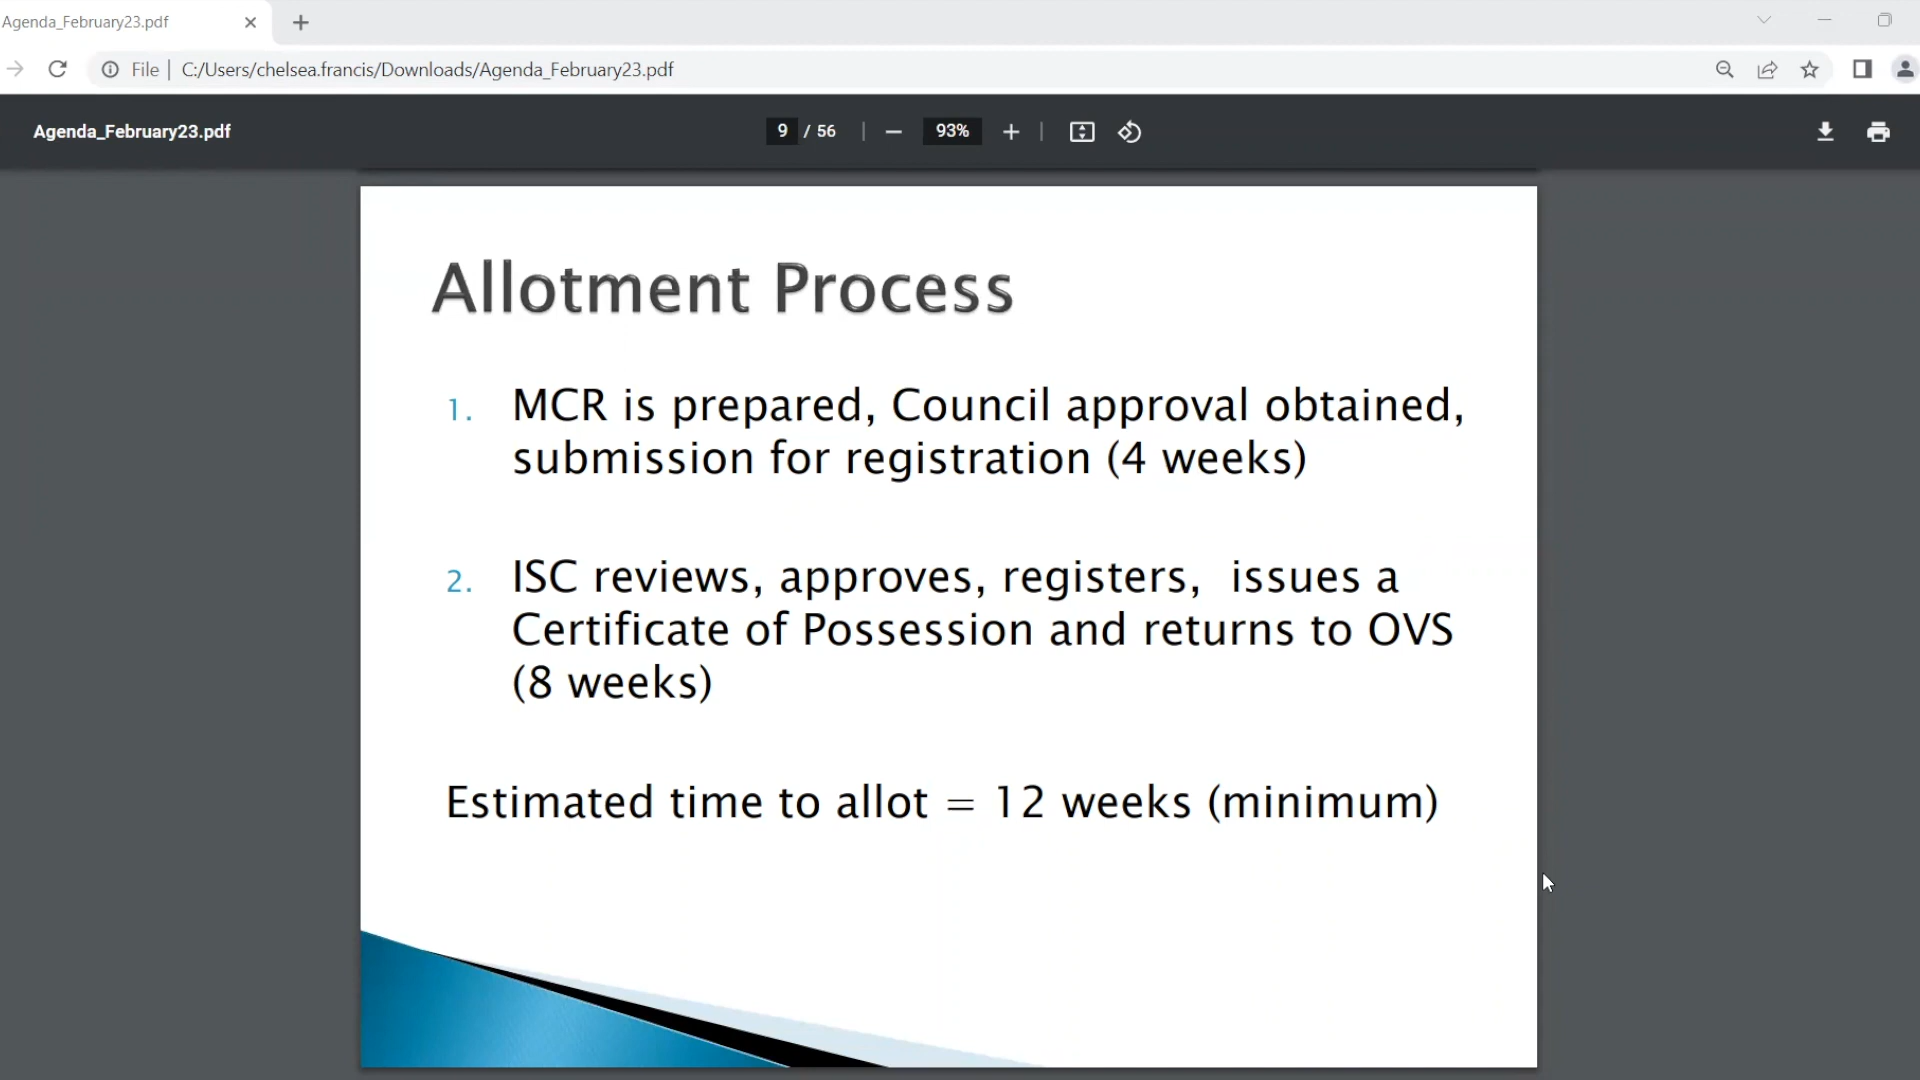 Agenda_February23.pdf
File | C:/Users/chelsea.francis/Downloads/Agenda_February23.pdf
Agenda_February23.pdf
9 / 56
93%
Allotment Process
1. MCR is prepared, Council approval obtained,
submission for registration (4 weeks)
2. ISC reviews, approves, registers, issues a
Certificate of Possession and returns to OVS
(8 weeks)
Estimated time to allot = 12 weeks (minimum)